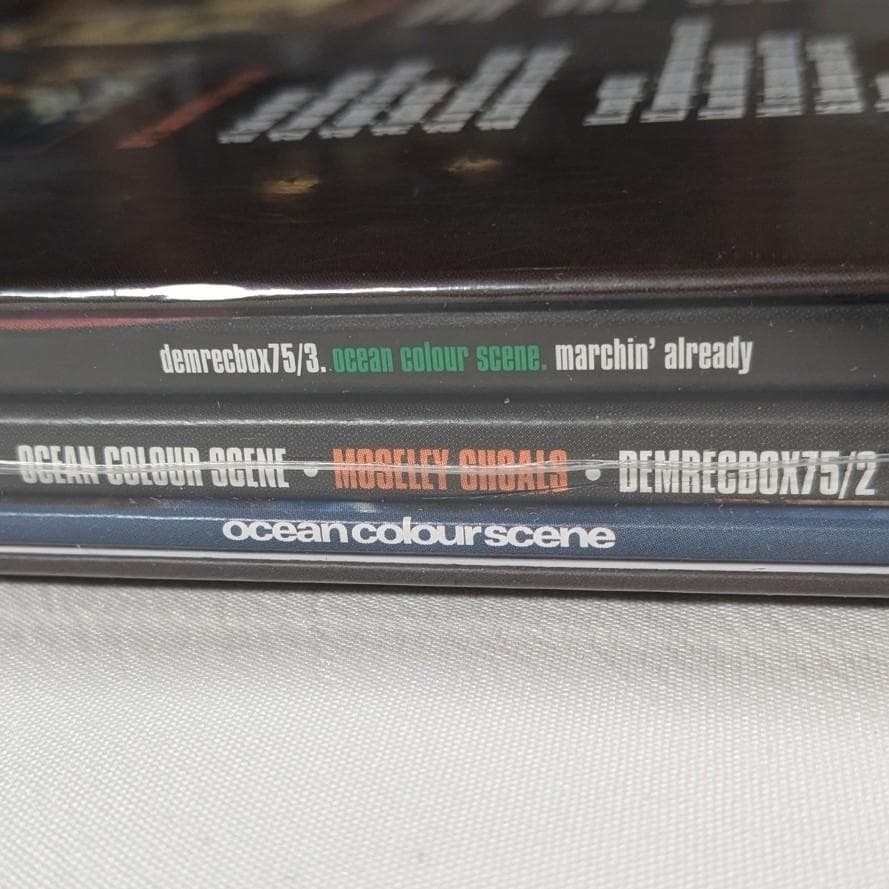 demrecbox75/3. ocean colour scene. marchin' already
OCEAN COLOUR SCENE • MOSELEY SHOALS • DEMRECBOX75/2
oceancolourscene